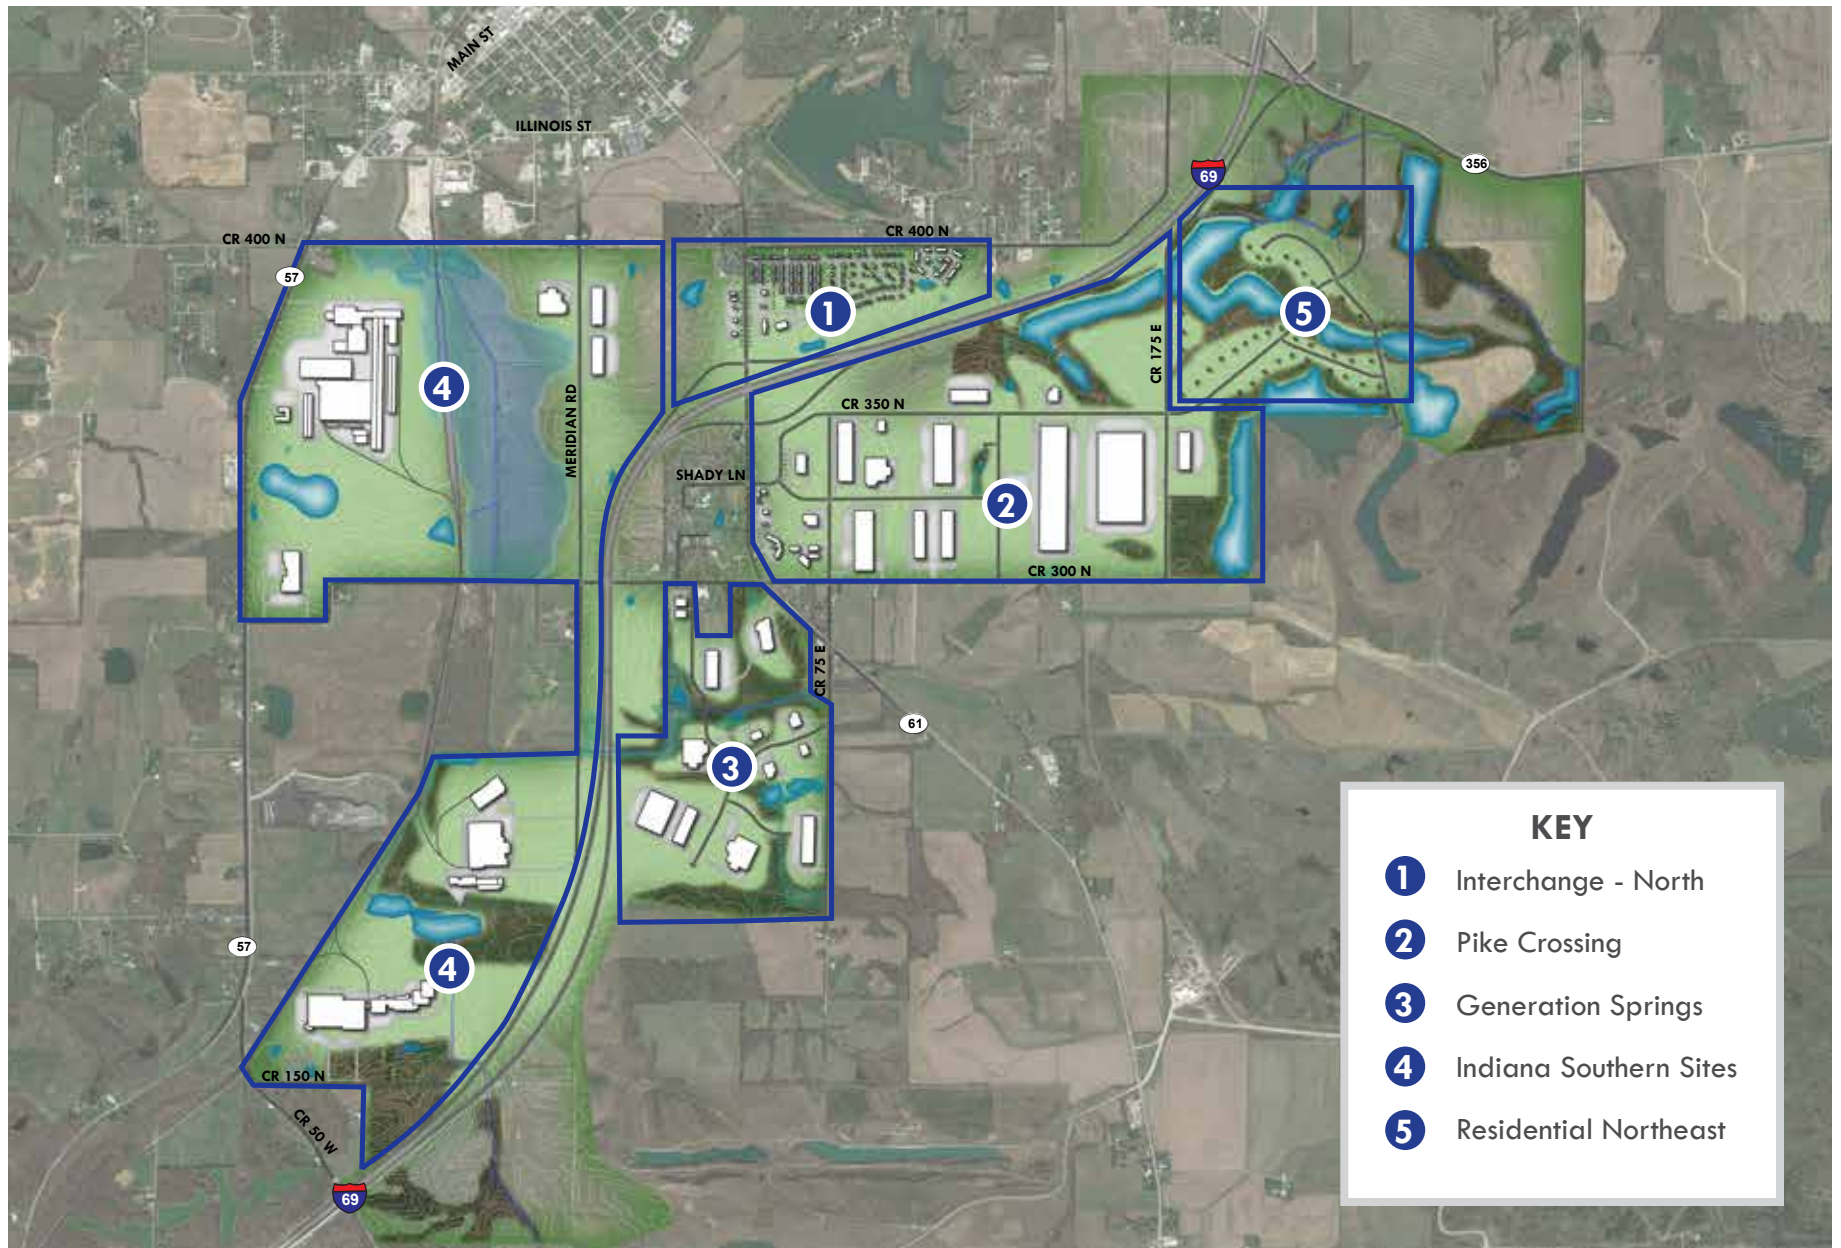 MAIN ST
ILLINOIS ST
69
356
CR 400 N
CR 400 N
57
1
5
CR 175 E
4
MERIDIAN RD
CR 350 N
SHADY LN
2
CR 300 N
CR 75 E
61
3
57
4
CR 150 N
CR 50 W
69
KEY
1 Interchange - North
2 Pike Crossing
3 Generation Springs
4 Indiana Southern Sites
5 Residential Northeast